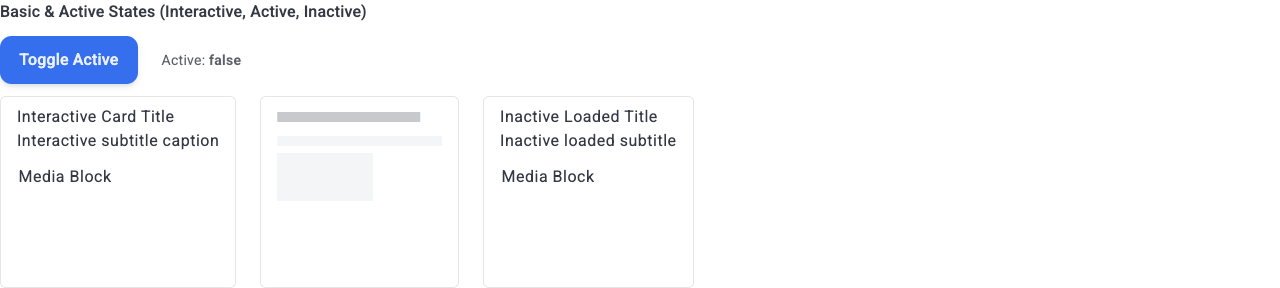 Basic & Active States (Interactive, Active, Inactive)
Toggle Active
Active: false
Interactive Card Title
Interactive subtitle caption
Media Block
Inactive Loaded Title
Inactive loaded subtitle
Media Block